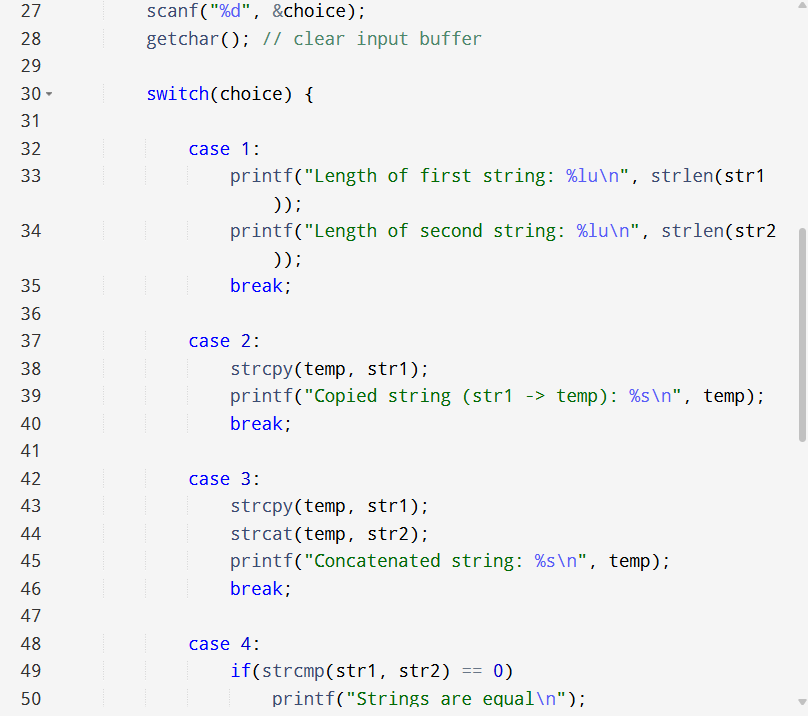 27 scanf("%d", &choice);
28 getchar(); // clear input buffer
29
30 switch(choice) {
31
32 case 1:
33 printf("Length of first string: %lu\n", strlen(str1
));
34 printf("Length of second string: %lu\n", strlen(str2
));
35 break;
36
37 case 2:
38 strcpy(temp, str1);
39 printf("Copied string (str1 -> temp): %s\n", temp);
40 break;
41
42 case 3:
43 strcpy(temp, str1);
44 strcat(temp, str2);
45 printf("Concatenated string: %s\n", temp);
46 break;
47
48 case 4:
49 if(strcmp(str1, str2) == 0)
50 printf("Strings are equal\n");